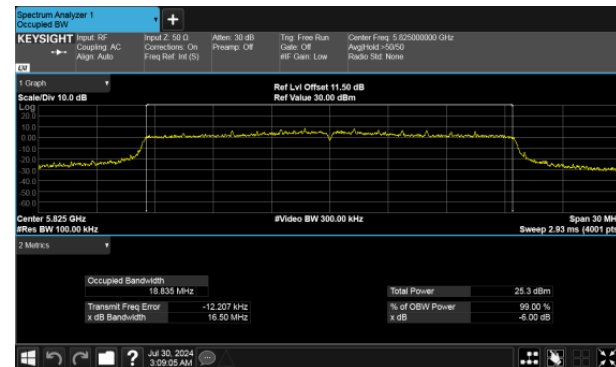 Spectrum Analyzer 1
Occupied BW
+
KEYSIGHT Input: RF Input Z: 50 Ω Atten: 30 dB Trig: Free Run Center Freq: 5.825000000 GHz
Coupling: AC Corrections: On Preamp: Off Gate: Off Avg|Hold:>50/50
Align: Auto Freq Ref: Int (S) #IF Gain: Low Radio Std: None
LXI
1 Graph
Ref Lvl Offset 11.50 dB
Scale/Div 10.0 dB Ref Value 30.00 dBm
Log
20.0
10.0
0.00
-10.0
-20.0
-30.0
-40.0
-50.0
-60.0
Center 5.825 GHz #Video BW 300.00 kHz Span 30 MH
#Res BW 100.00 kHz Sweep 2.93 ms (4001 pts
2 Metrics
Occupied Bandwidth
18.835 MHz Total Power 25.3 dBm
Transmit Freq Error -12.207 kHz % of OBW Power 99.00 %
x dB Bandwidth 16.50 MHz x dB -6.00 dB
? Jul 30, 2024
3:09:05 AM